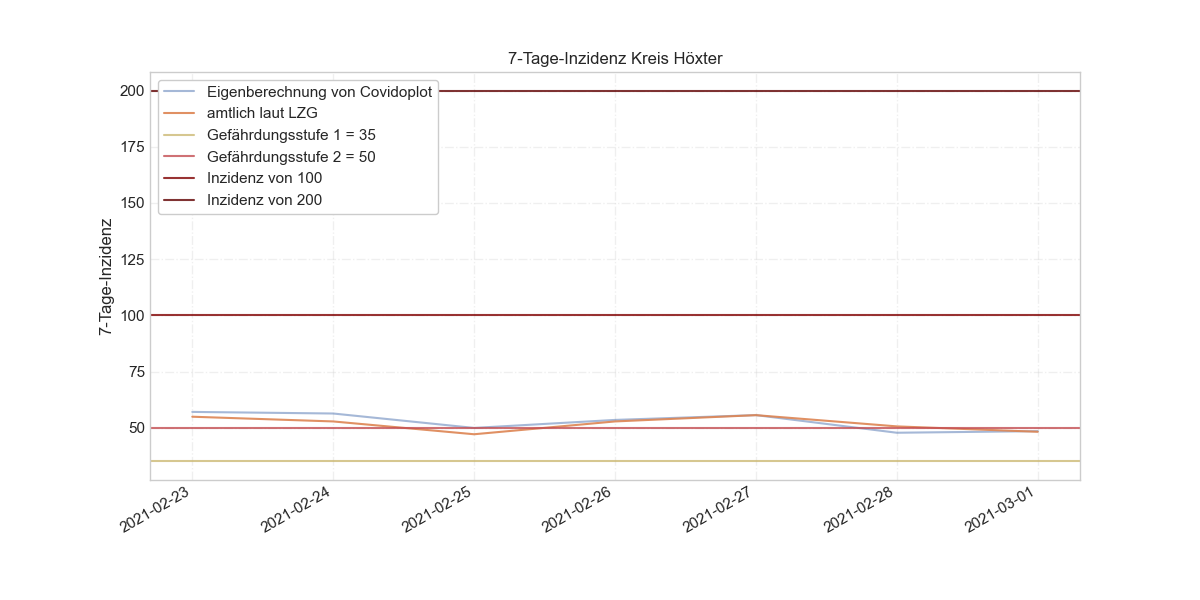 7-Tage-Inzidenz Kreis Höxter
Eigenberechnung von Covidoplot
amtlich laut LZG
Gefährdungsstufe 1 = 35
Gefährdungsstufe 2 = 50
Inzidenz von 100
Inzidenz von 200
7-Tage-Inzidenz
200
175
150
125
100
75
50
2021-02-23
2021-02-24
2021-02-25
2021-02-26
2021-02-27
2021-02-28
2021-03-01